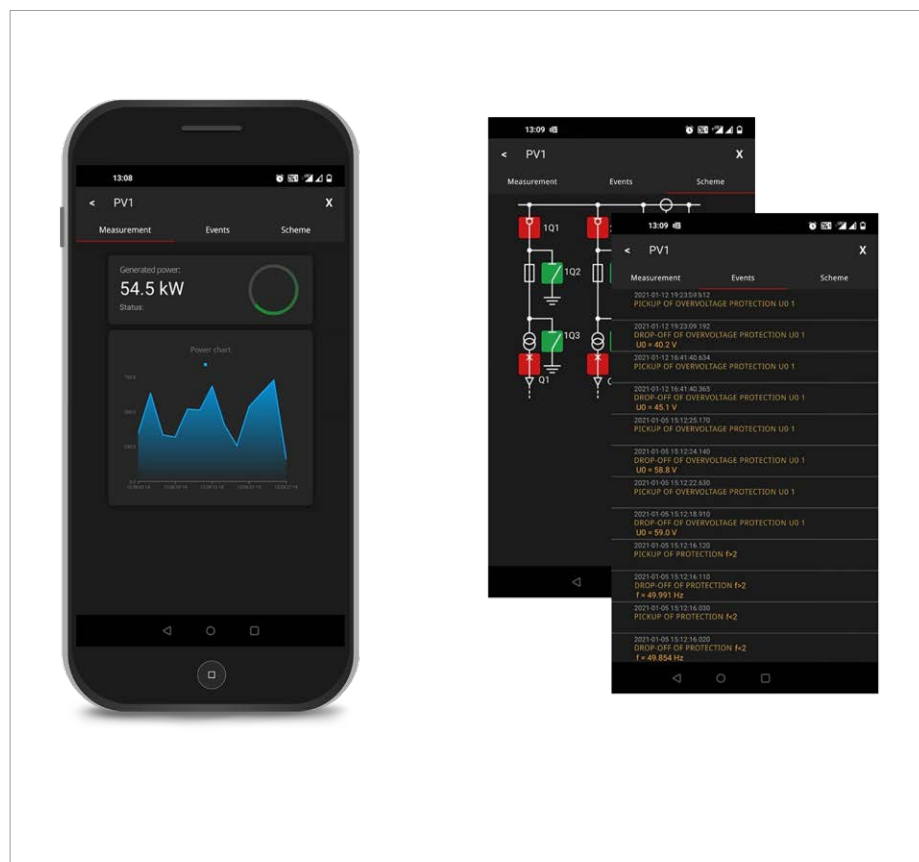 13:08
< PV1 X
Measurement Events Scheme
Generated power:
54.5 kW
Status:
Power chart
0.0
13:09
< PV1 X
Measurement Events Scheme
1Q1
1Q2
1Q3
Q1
13:09
< PV1 X
Measurement Events Scheme
PICKUP OF OVERVOLTAGE PROTECTION U0 1
2021-01-12 19:23:09.192
DROP-OFF OF OVERVOLTAGE PROTECTION U0 1
U0 = 40.2 V
2021-01-12 16:41:40.634
PICKUP OF OVERVOLTAGE PROTECTION U0 1
2021-01-12 16:41:40.365
DROP-OFF OF OVERVOLTAGE PROTECTION U0 1
U0 = 45.1 V
2021-01-05 15:12:25.170
PICKUP OF OVERVOLTAGE PROTECTION U0 1
2021-01-05 15:12:24.140
DROP-OFF OF OVERVOLTAGE PROTECTION U0 1
U0 = 58.8 V
2021-01-05 15:12:22.630
PICKUP OF OVERVOLTAGE PROTECTION U0 1
2021-01-05 15:12:18.910
DROP-OFF OF OVERVOLTAGE PROTECTION U0 1
U0 = 59.0 V
2021-01-05 15:12:16.120
PICKUP OF PROTECTION f>2
2021-01-05 15:12:16.110
DROP-OFF OF PROTECTION f>2
f = 49.991 Hz
2021-01-05 15:12:16.030
PICKUP OF PROTECTION f<2
2021-01-05 15:12:16.020
DROP-OFF OF PROTECTION f<2
f = 49.854 Hz